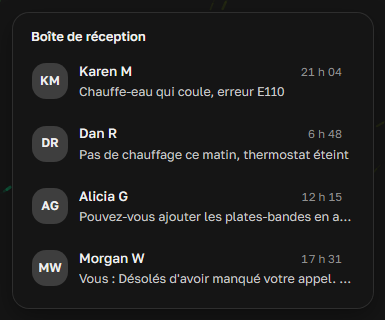 Boîte de réception
KM
Karen M
21 h 04
Chauffe-eau qui coule, erreur E110
DR
Dan R
6 h 48
Pas de chauffage ce matin, thermostat éteint
AG
Alicia G
12 h 15
Pouvez-vous ajouter les plates-bandes en a...
MW
Morgan W
17 h 31
Vous : Désolés d'avoir manqué votre appel. ...